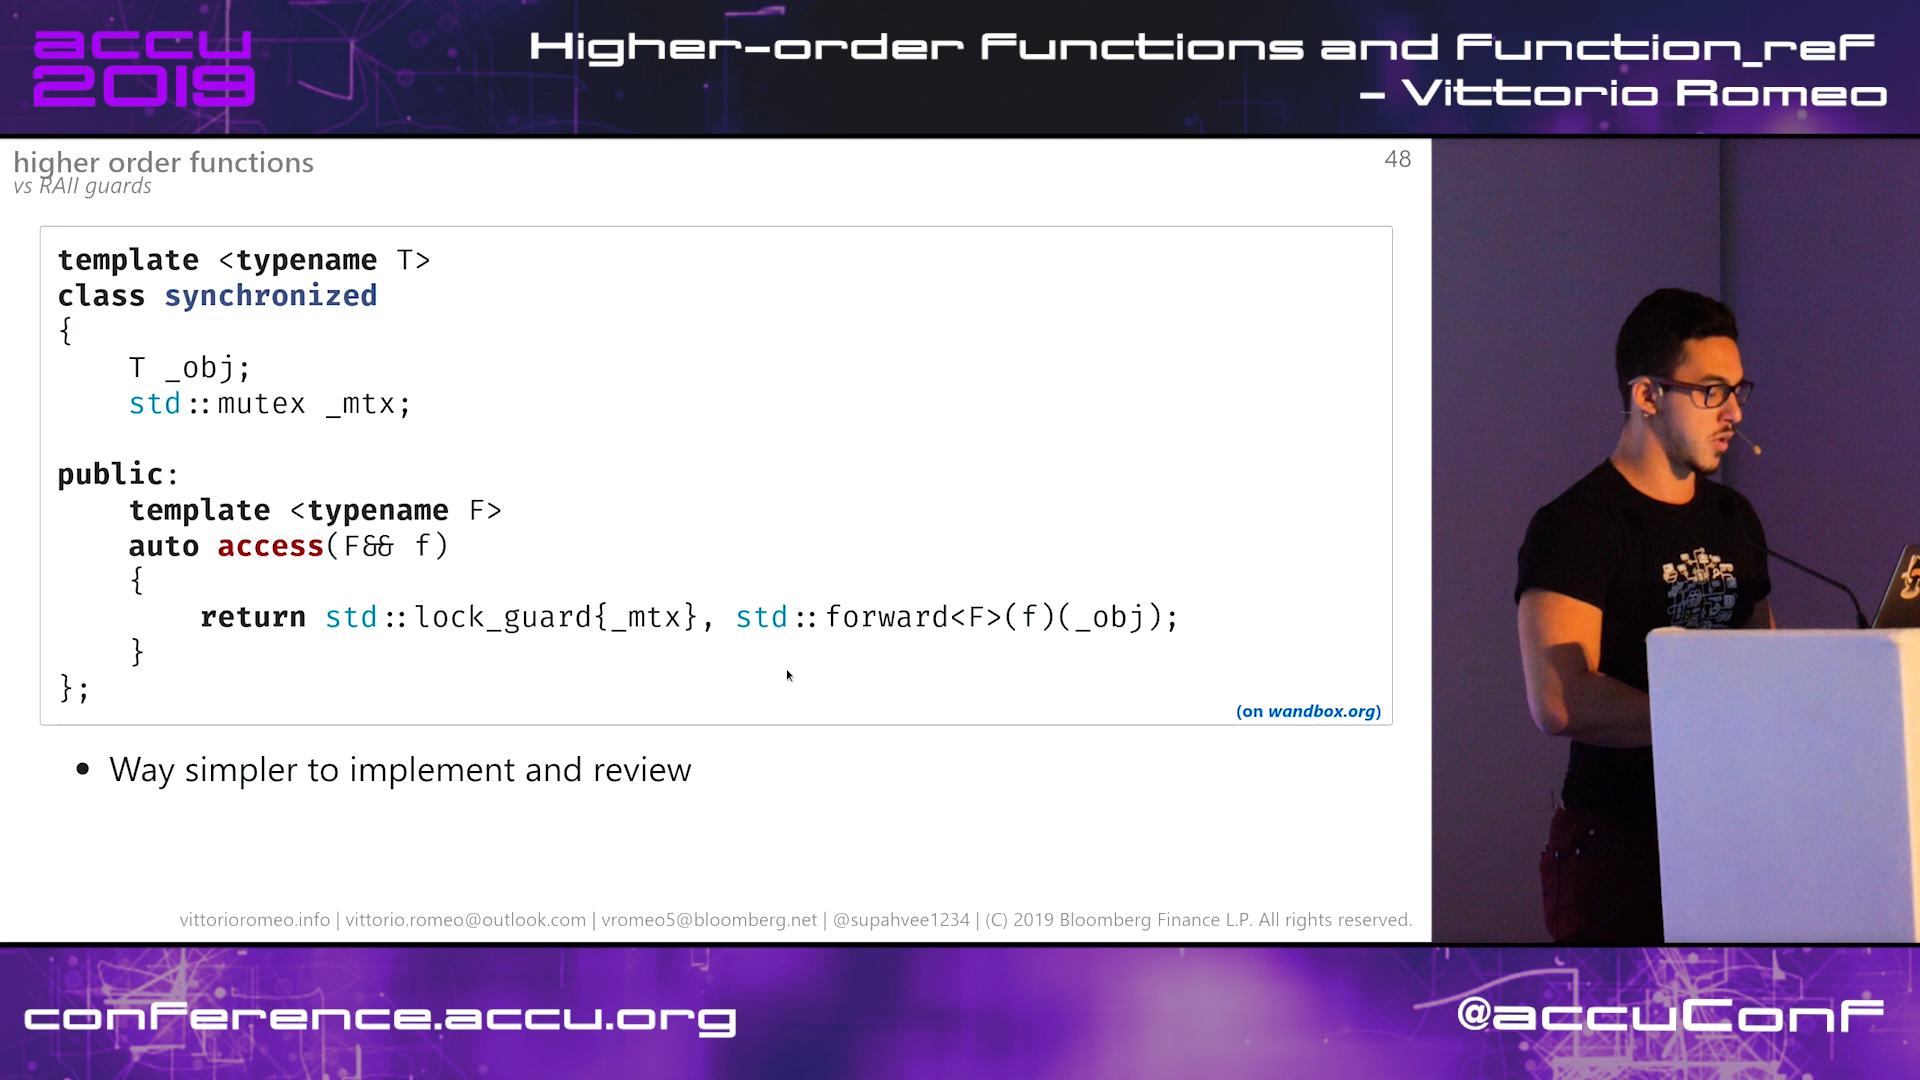 accu
2019
Higher-order Functions and Function_ref
- Vittorio Romeo
higher order functions
vs RAII guards
48
template <typename T>
class synchronized
{
T _obj;
std::mutex _mtx;
public:
template <typename F>
auto access(F&& f)
{
return std::lock_guard{_mtx}, std::forward<F>(f)(_obj);
}
};
(on wandbox.org)
• Way simpler to implement and review
vittorioromeo.info | vittorio.romeo@outlook.com | vromeo5@bloomberg.net | @supahvee1234 | (C) 2019 Bloomberg Finance L.P. All rights reserved.
conference.accu.org
@accuConf